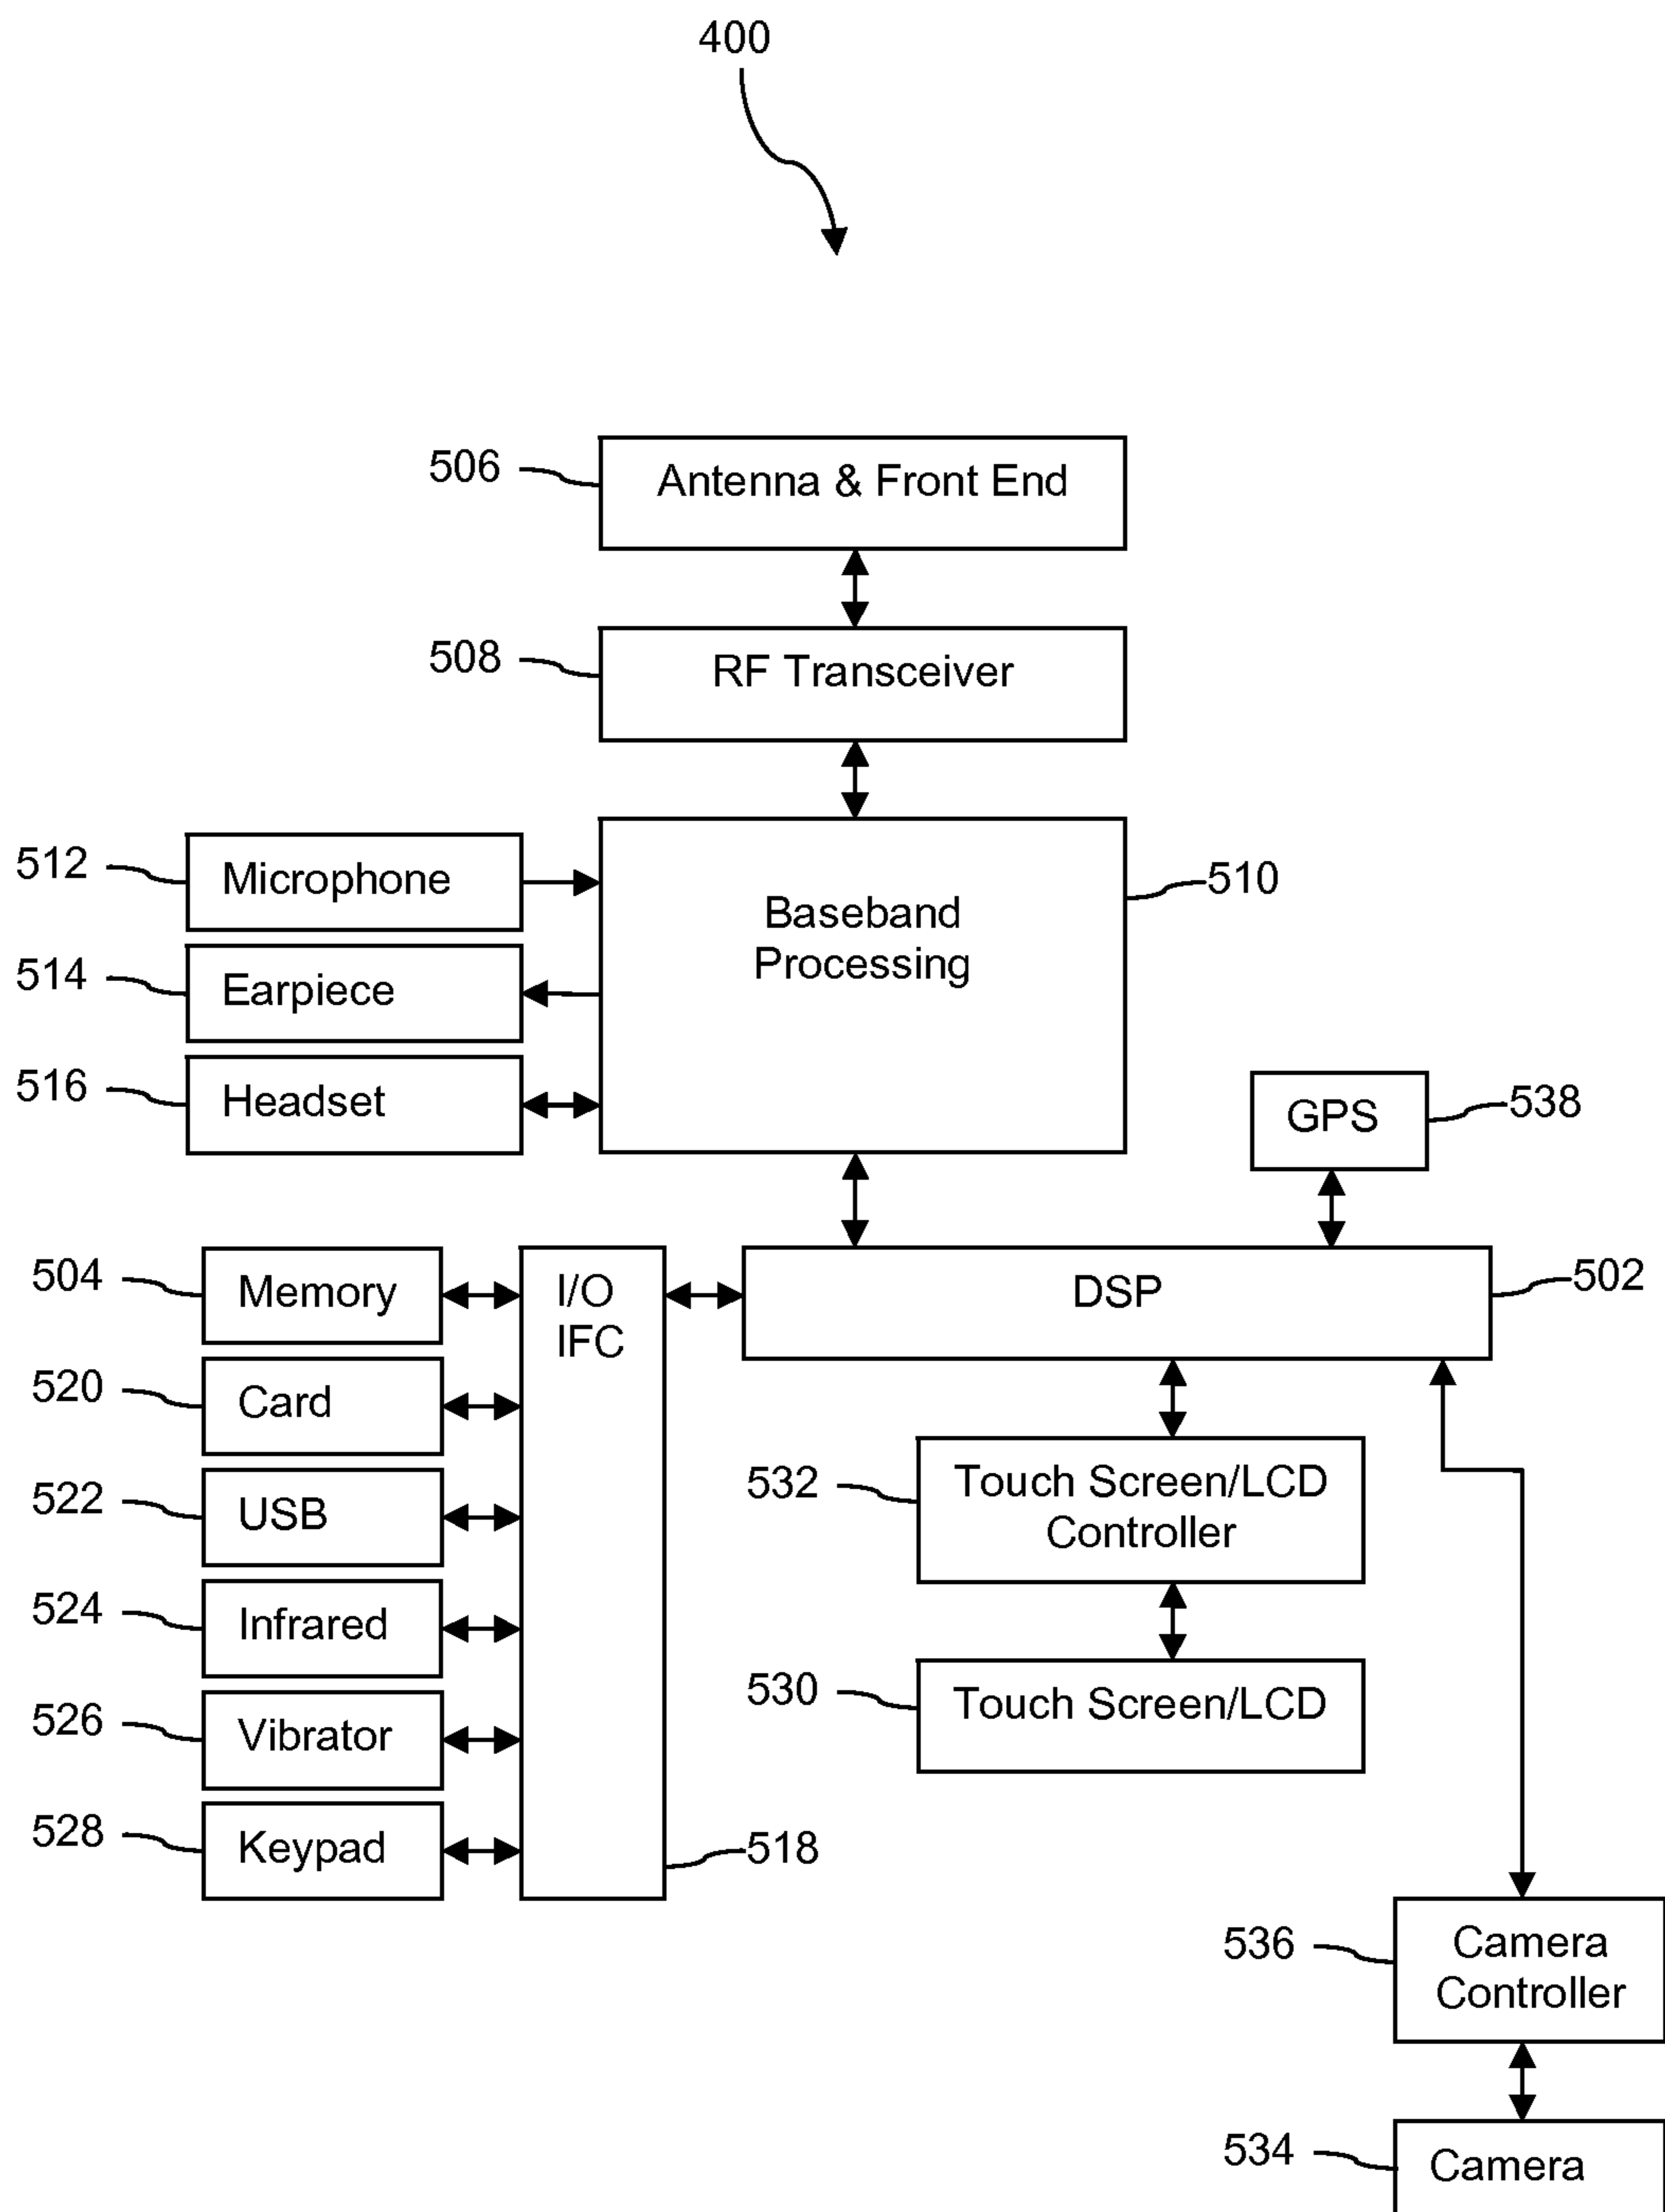 400
506
Antenna & Front End
508
RF Transceiver
512
Microphone
Baseband
Processing
510
514
Earpiece
516
Headset
GPS
538
504
Memory
I/O
IFC
DSP
502
520
Card
522
USB
532
Touch Screen/LCD
Controller
524
Infrared
530
Touch Screen/LCD
526
Vibrator
528
Keypad
518
536
Camera
Controller
534
Camera